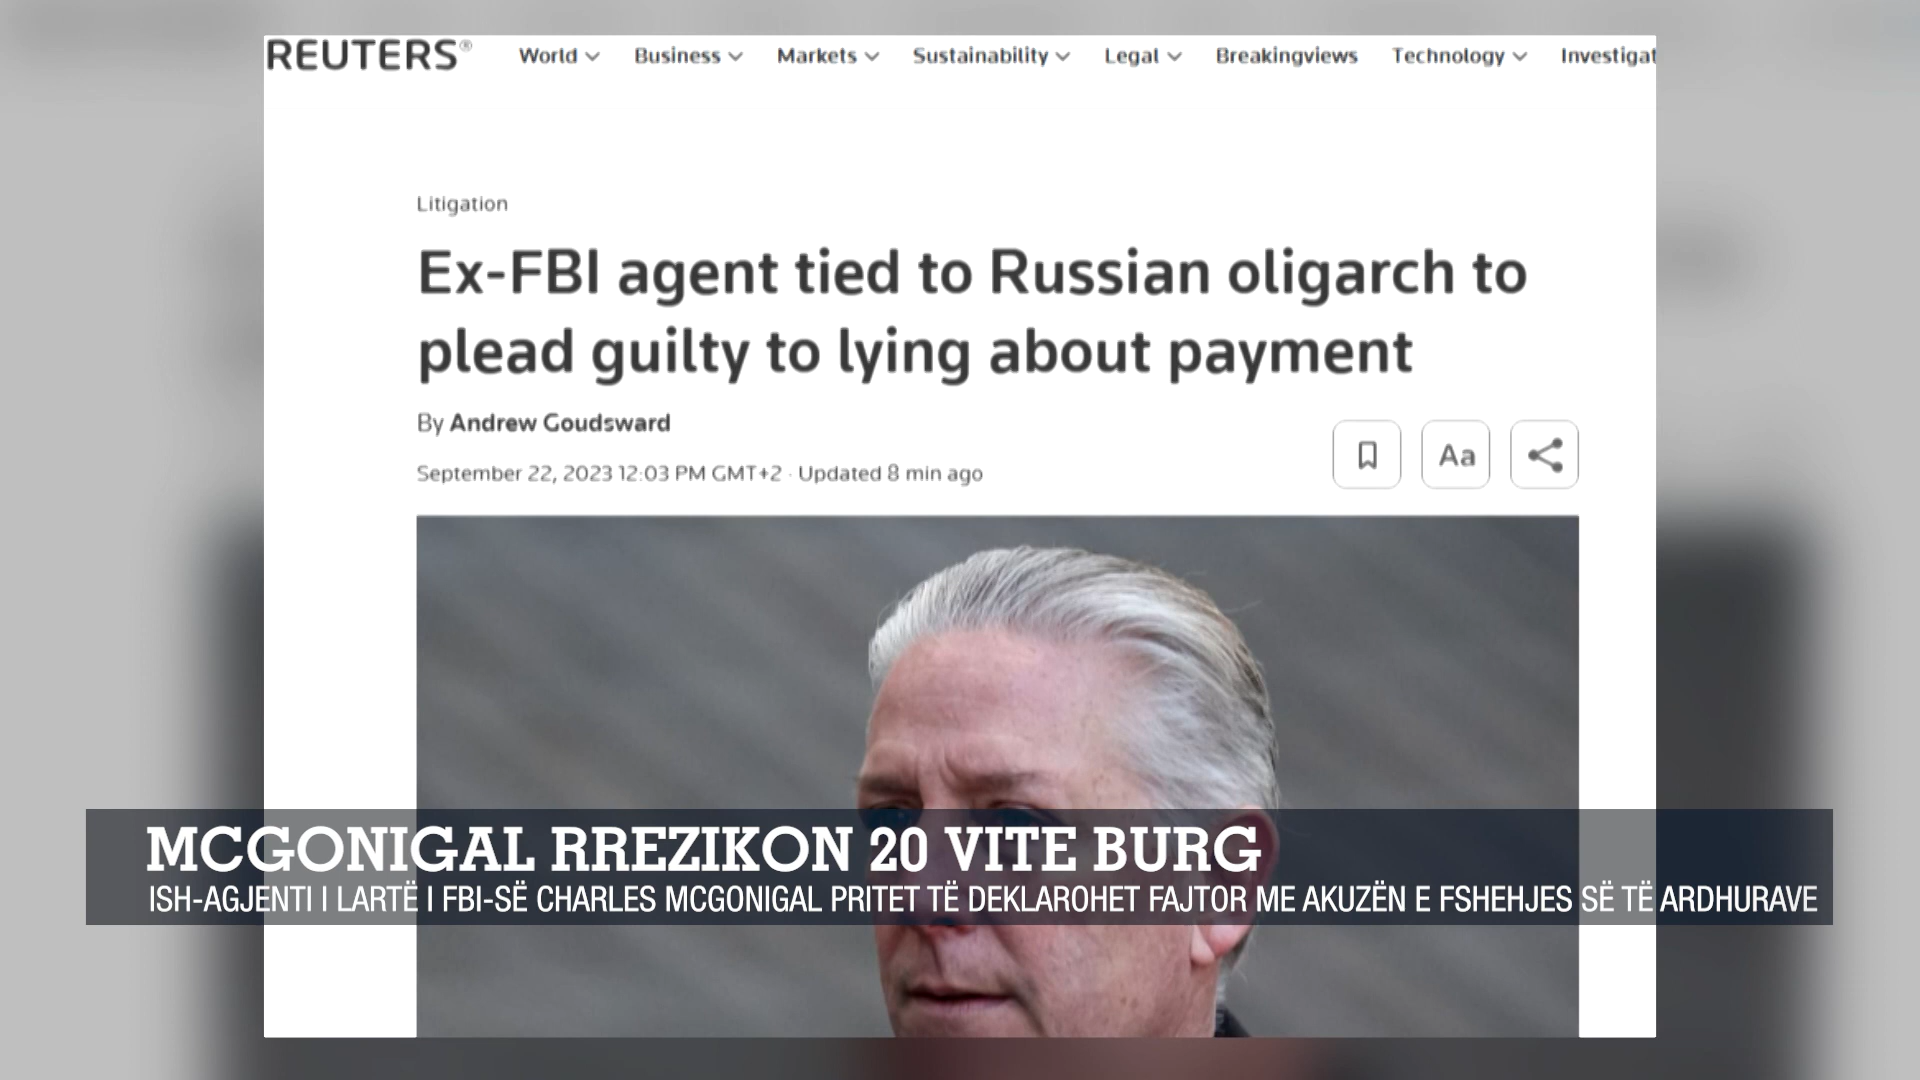 REUTERS®
World Business Markets Sustainability Legal Breakingviews Technology Investigat
Litigation
Ex-FBI agent tied to Russian oligarch to
plead guilty to lying about payment
By Andrew Goudsward
September 22, 2023 12:03 PM GMT+2 · Updated 8 min ago
Aa
MCGONIGAL RREZIKON 20 VITE BURG
ISH-AGJENTI I LARTË I FBI-SË CHARLES MCGONIGAL PRITET TË DEKLAROHET FAJTOR ME AKUZËN E FSHEHJES SË TË ARDHURAVE